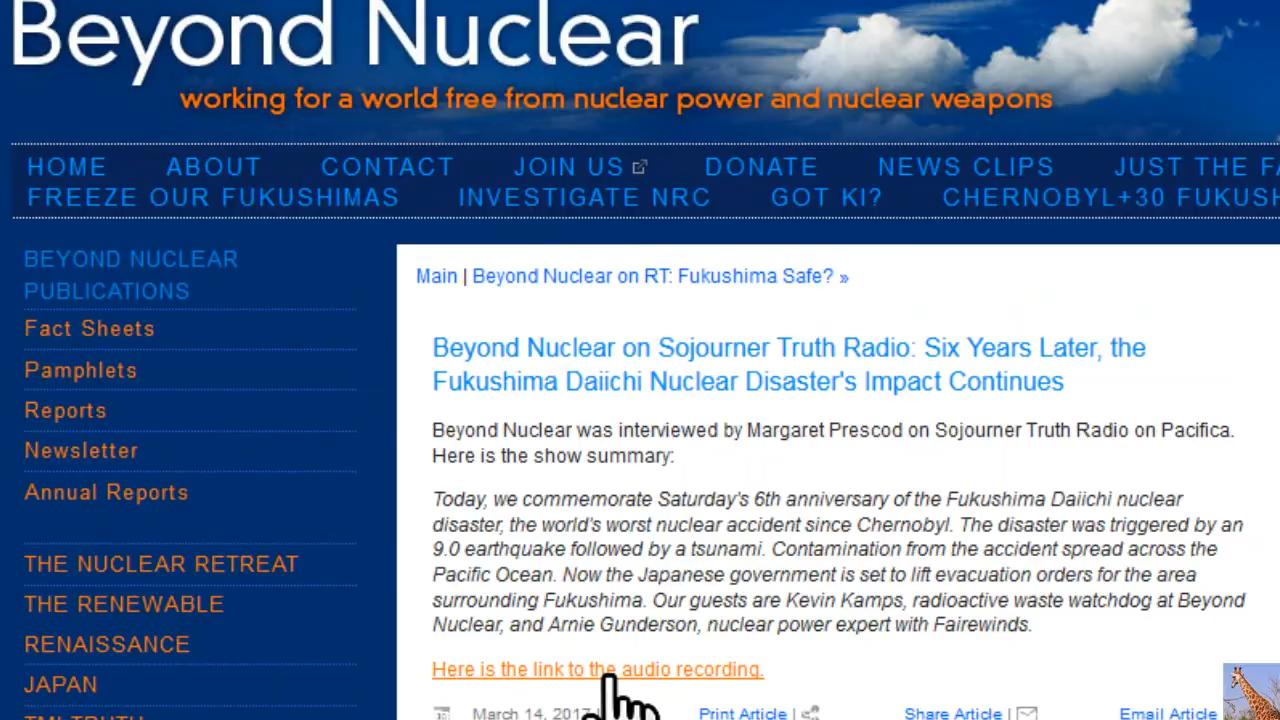 Beyond Nuclear
working for a world free from nuclear power and nuclear weapons
HOME ABOUT CONTACT JOIN US DONATE NEWS CLIPS JUST THE
FREEZE OUR FUKUSHIMAS INVESTIGATE NRC GOT KI? CHERNOBYL+30
BEYOND NUCLEAR
PUBLICATIONS
Fact Sheets
Pamphlets
Reports
Newsletter
Annual Reports
THE NUCLEAR RETREAT
THE RENEWABLE
RENAISSANCE
JAPAN
Main | Beyond Nuclear on RT: Fukushima Safe? »
Beyond Nuclear on Sojourner Truth Radio: Six Years Later, the
Fukushima Daiichi Nuclear Disaster's Impact Continues
Beyond Nuclear was interviewed by Margaret Prescod on Sojourner Truth Radio on Pacifica.
Here is the show summary:
Today, we commemorate Saturday's 6th anniversary of the Fukushima Daiichi nuclear
disaster, the world's worst nuclear accident since Chernobyl. The disaster was triggered by an
9.0 earthquake followed by a tsunami. Contamination from the accident spread across the
Pacific Ocean. Now the Japanese government is set to lift evacuation orders for the area
surrounding Fukushima. Our guests are Kevin Kamps, radioactive waste watchdog at Beyond
Nuclear, and Arnie Gunderson, nuclear power expert with Fairewinds.
Here is the link to the audio recording.
March 14, 2017 | Print Article | Share Article | Email Article